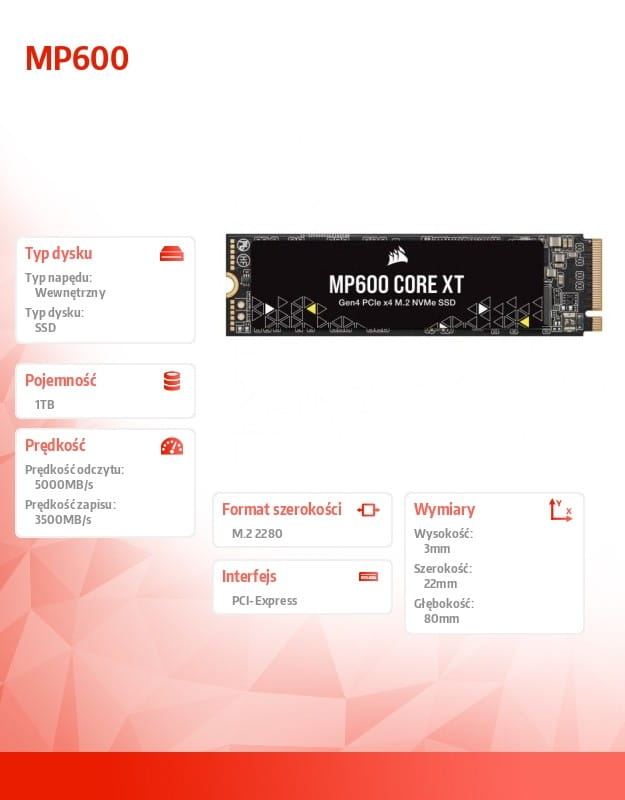 MP600
Typ dysku
Typ napędu:
Wewnętrzny
Typ dysku:
SSD
MP600 CORE XT
Gen4 PCIe x4 M.2 NVMe SSD
Pojemność
1TB
Prędkość
Prędkość odczytu:
5000MB/s
Prędkość zapisu:
3500MB/s
Format szerokości
M.2 2280
Interfejs
PCI-Express
Wymiary
Y
X
Wysokość:
3mm
Szerokość:
22mm
Głębokość:
80mm